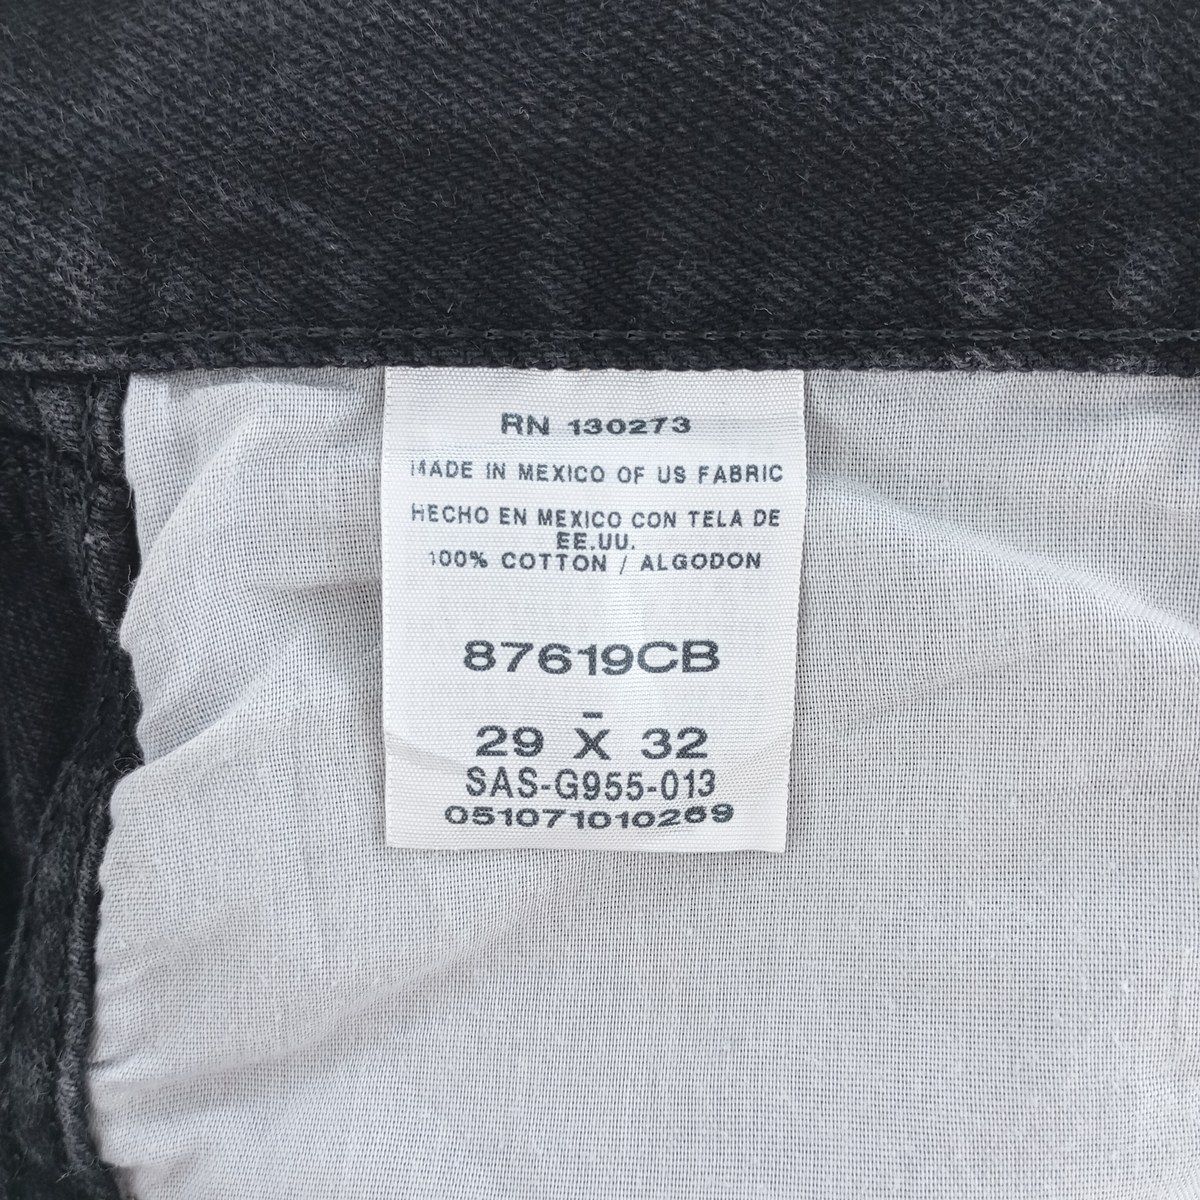 RN 130273
MADE IN MEXICO OF US FABRIC
HECHO EN MEXICO CON TELA DE
EE.UU.
100% COTTON / ALGODON
87619CB
29 X 32
SAS-G955-013
051071010269